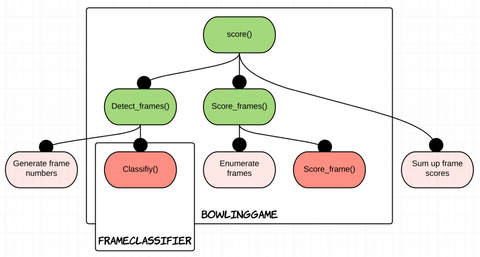 score()
Detect_frames()
Score_frames()
Generate frame
numbers
Classifiy()
Enumerate
frames
Score_frame()
Sum up frame
scores
BOWLINGGAME
FRAMECLASSIFIER